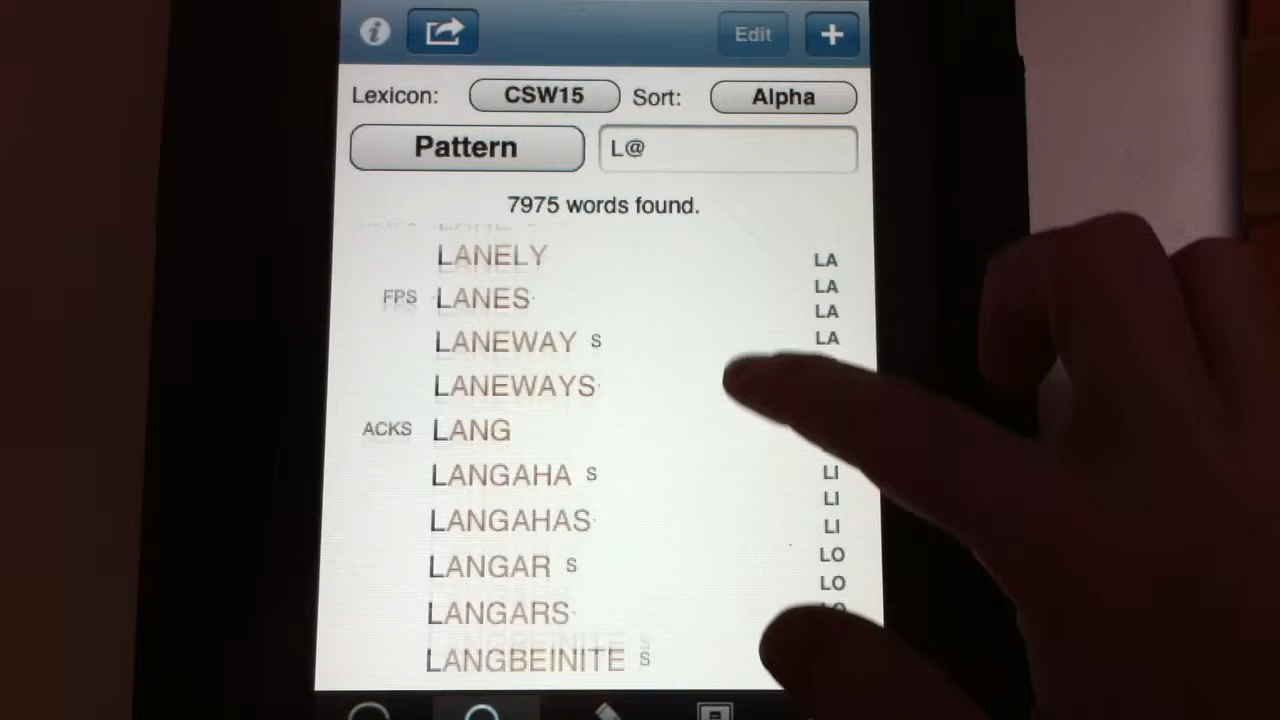 Edit +
Lexicon: CSW15 Sort: Alpha
Pattern L@
7975 words found.
LANELY LA
FPS LANES LA
LA
LANEWAY S LA
LANEWAYS
ACKS LANG
LANGAHA S LI
LI
LANGAHAS LI
LANGAR S LO
LO
LANGARS
LANGBEINITE S